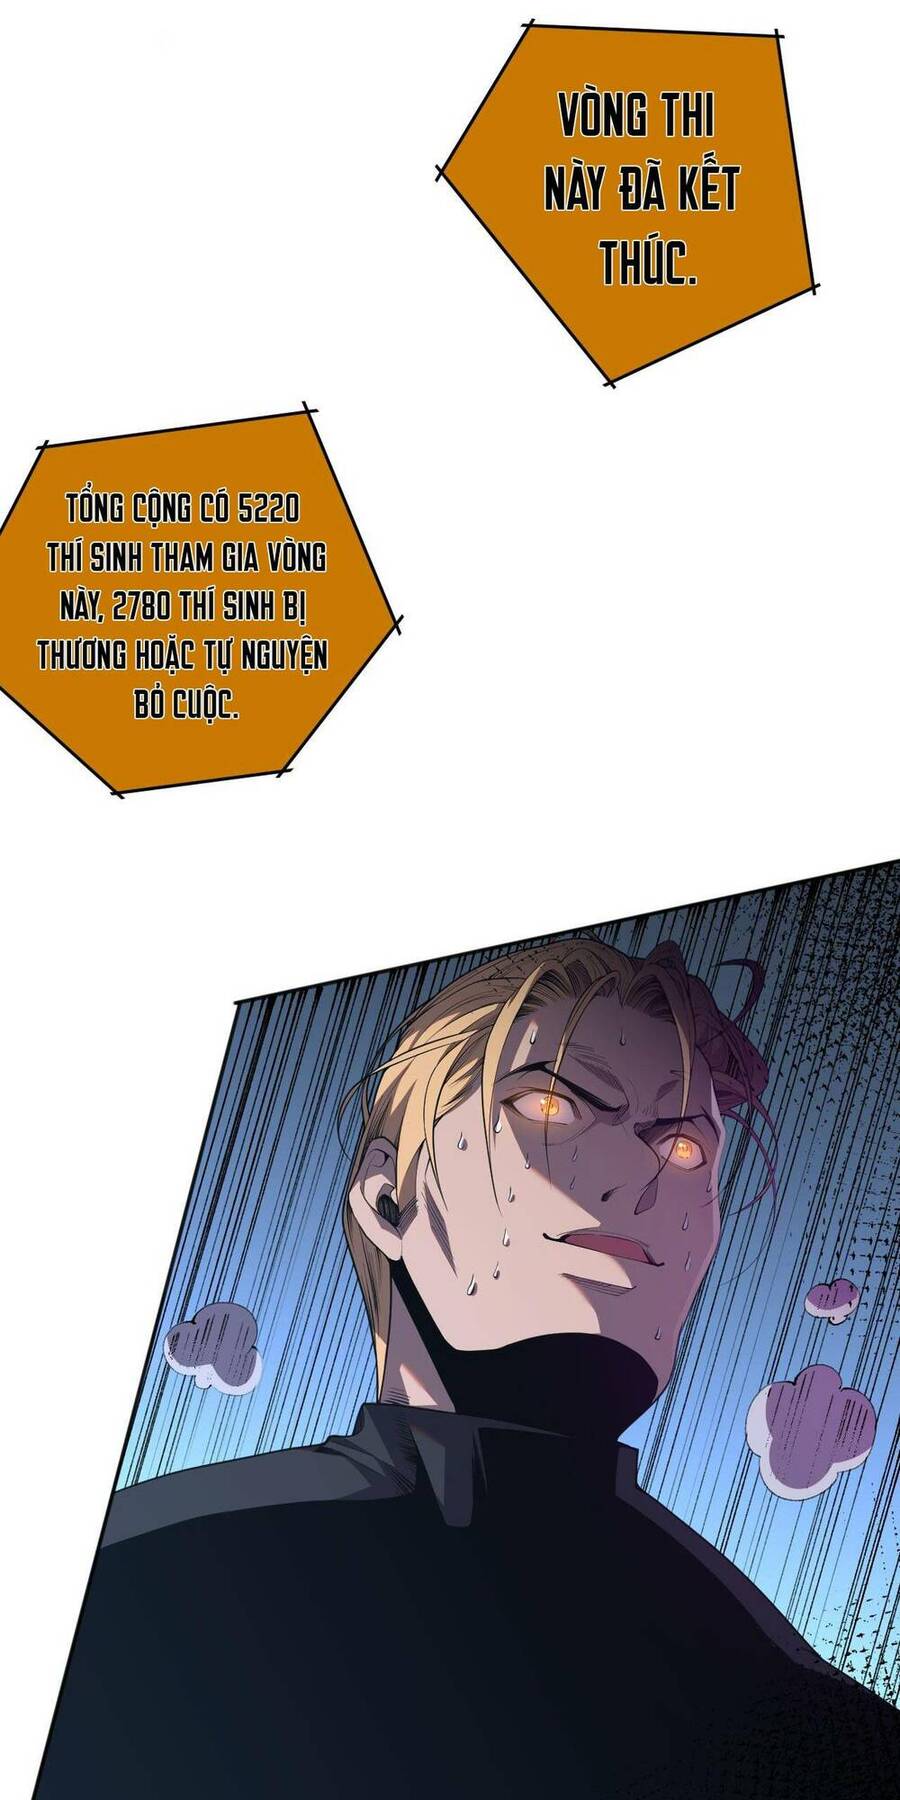 VÒNG THI
NÀY ĐÃ KẾT
THÚC.
TỔNG CỘNG CÓ 5220
THÍ SINH THAM GIA VÒNG
NÀY, 2780 THÍ SINH BỊ
THƯƠNG HOẶC TỰ NGUYỆN
BỎ CUỘC.